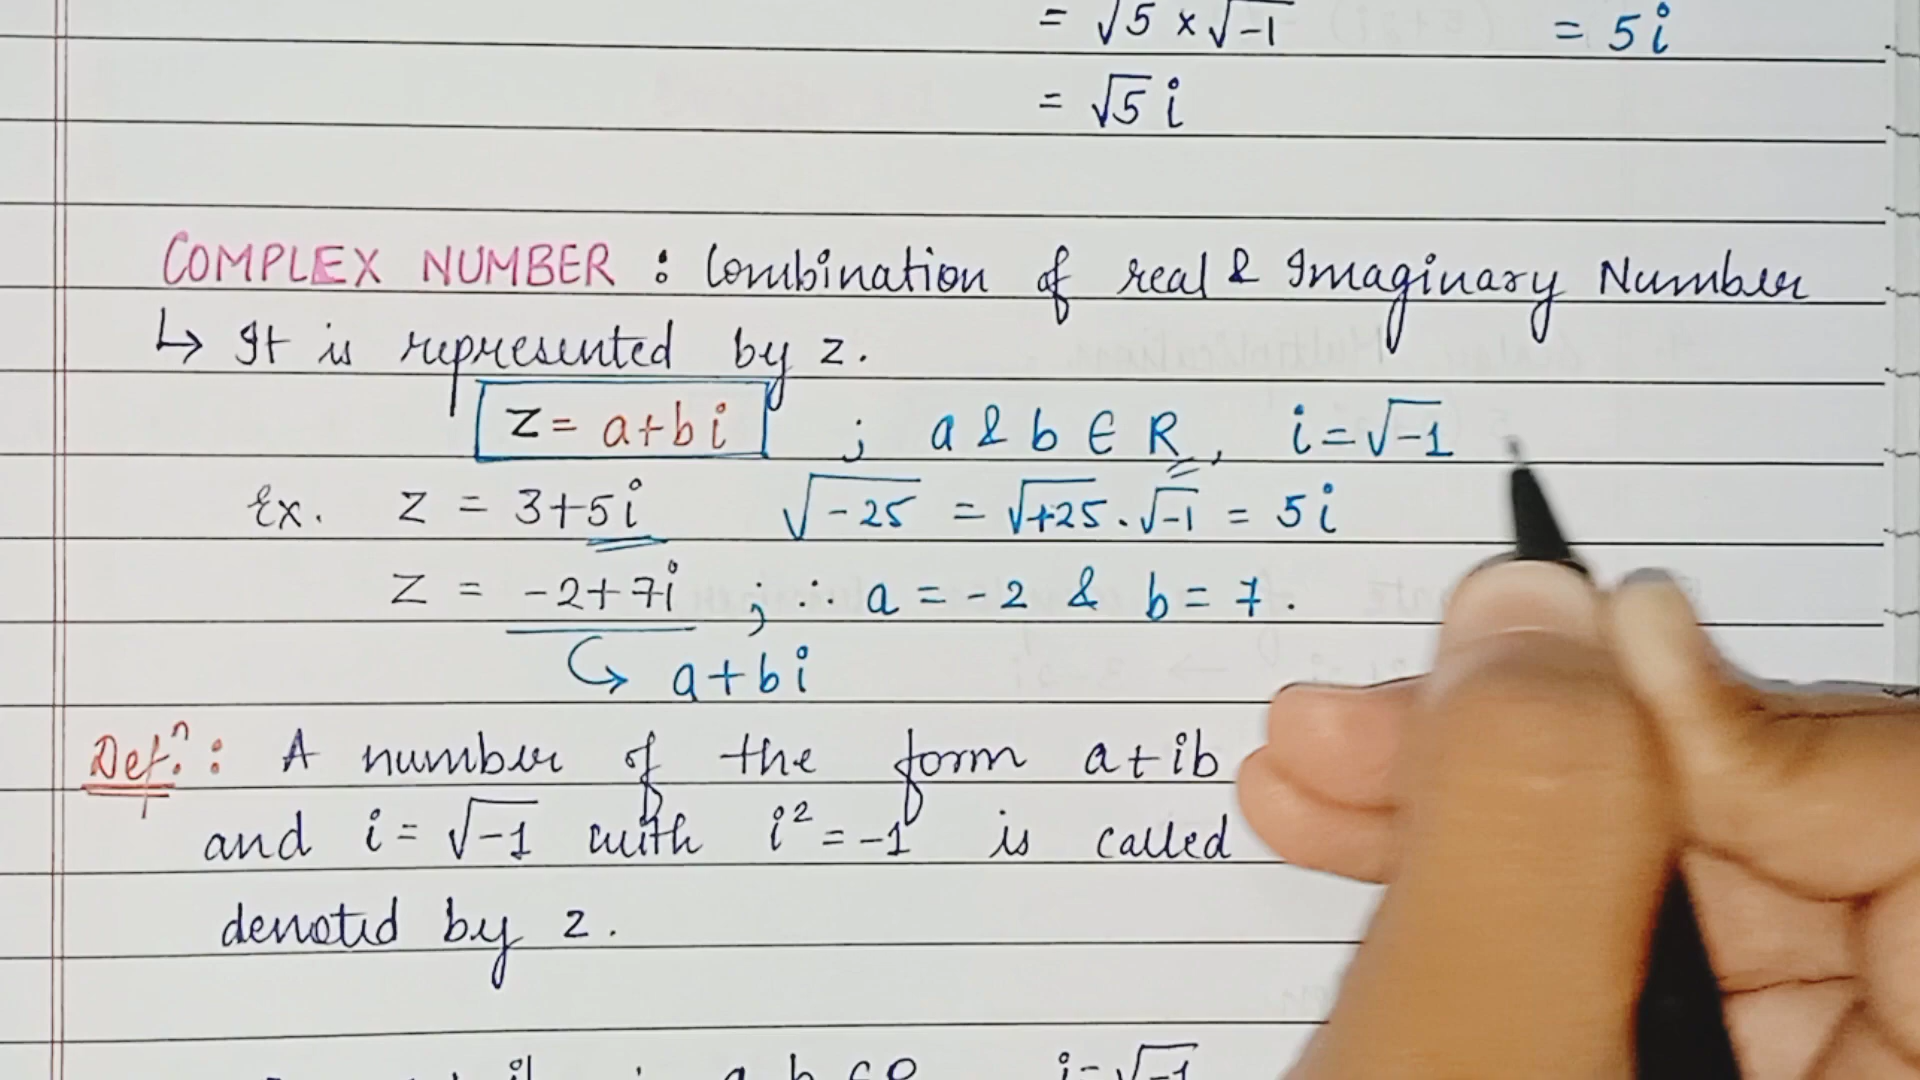 = √5 × √-1 = 5i
= √5 i
COMPLEX NUMBER : Combination of real & Imaginary Number
↳ It is represented by z.
z = a+bi ; a & b ∈ R, i = √-1
Ex. z = 3+5i √-25 = √+25 . √-1 = 5i
z = -2+7i ; ∴ a = -2 & b = 7.
↳ a+bi
Defⁿ. : A number of the form a+ib
and i = √-1 with i² = -1 is called
denoted by z.
i = √-1